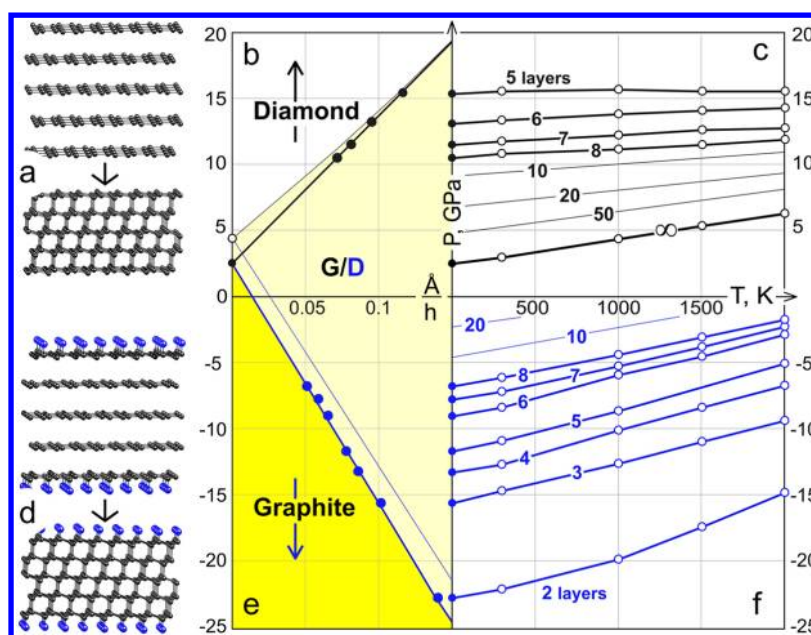 20 b c 20
5 layers
Diamond
15 15
6
7
10 8 10
a 10
P, GPa
20
5 50 5
G/D Å ∞
0 0.05 0.1 h 500 1000 1500 T, K 0
20 10
-5 8 7 -5
6
-10 5 -10
4
3
-15 -15
d Graphite
-20 -20
2 layers
e f
-25 -25